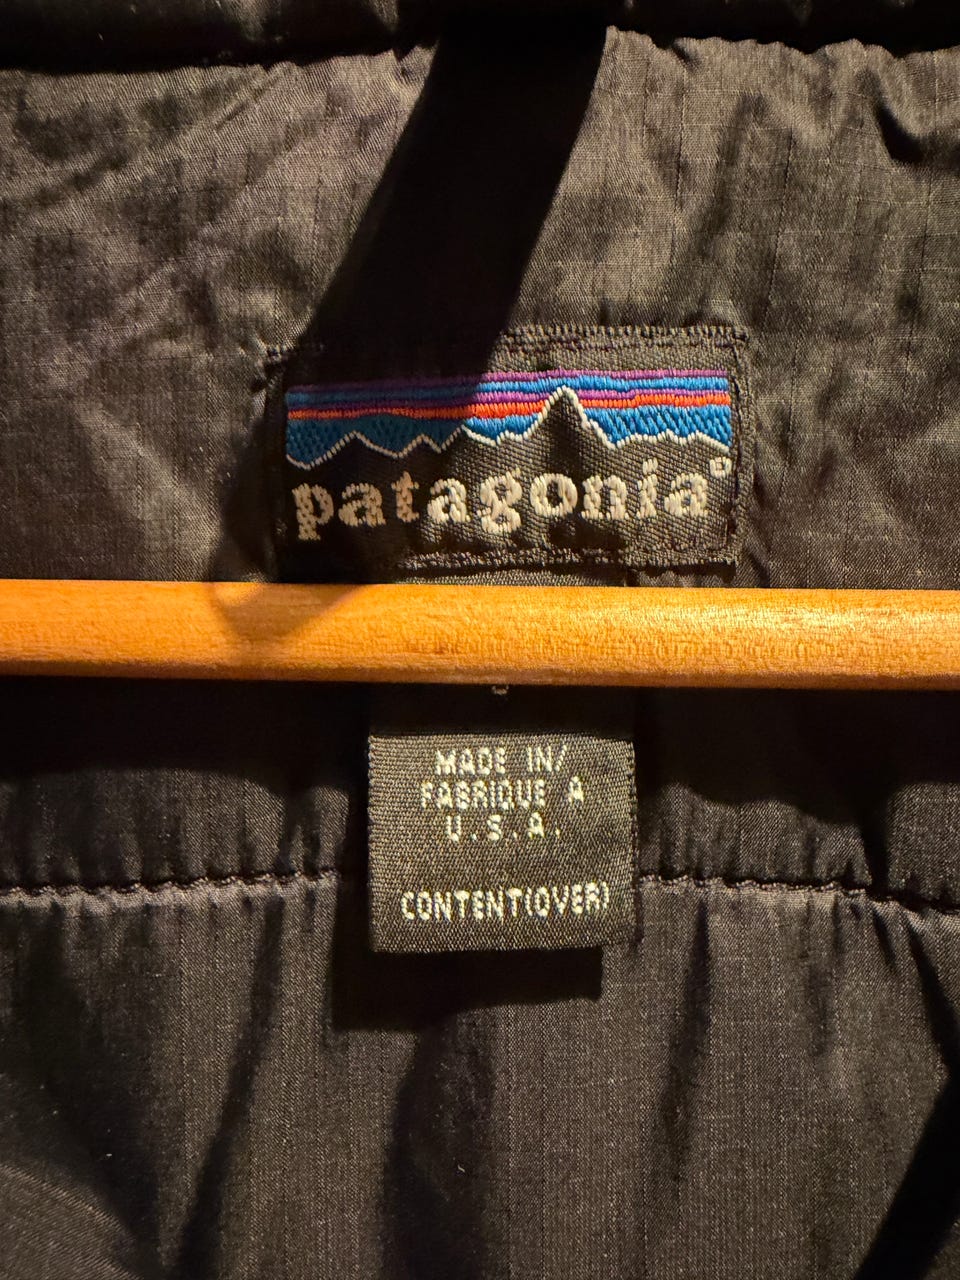 patagonia®
MADE IN/
FABRIQUE A
U.S.A.
CONTENT(OVER)